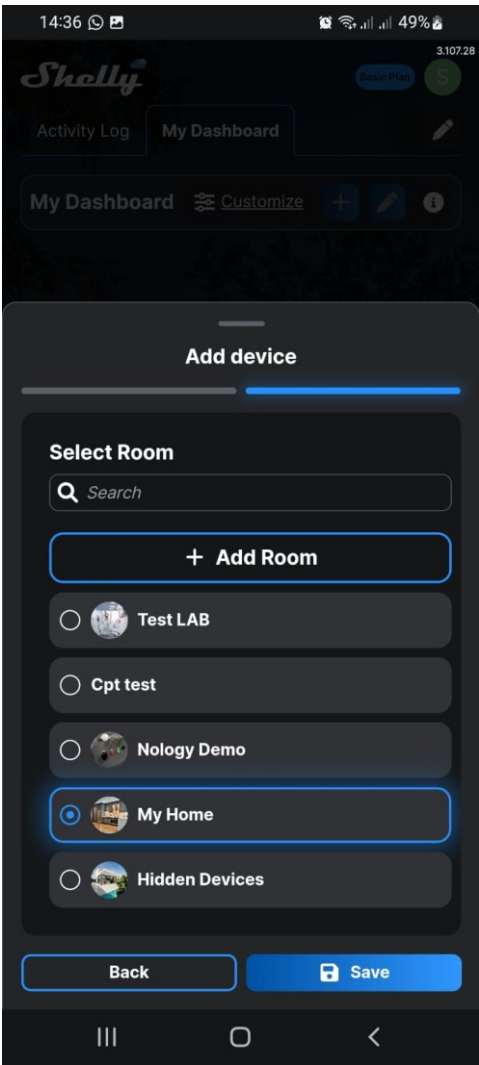 14:36 49%
3.107.28
Shelly
Basic Plan S
Activity Log My Dashboard
My Dashboard Customize
Add device
Select Room
Search
+ Add Room
Test LAB
Cpt test
Nology Demo
My Home
Hidden Devices
Back Save